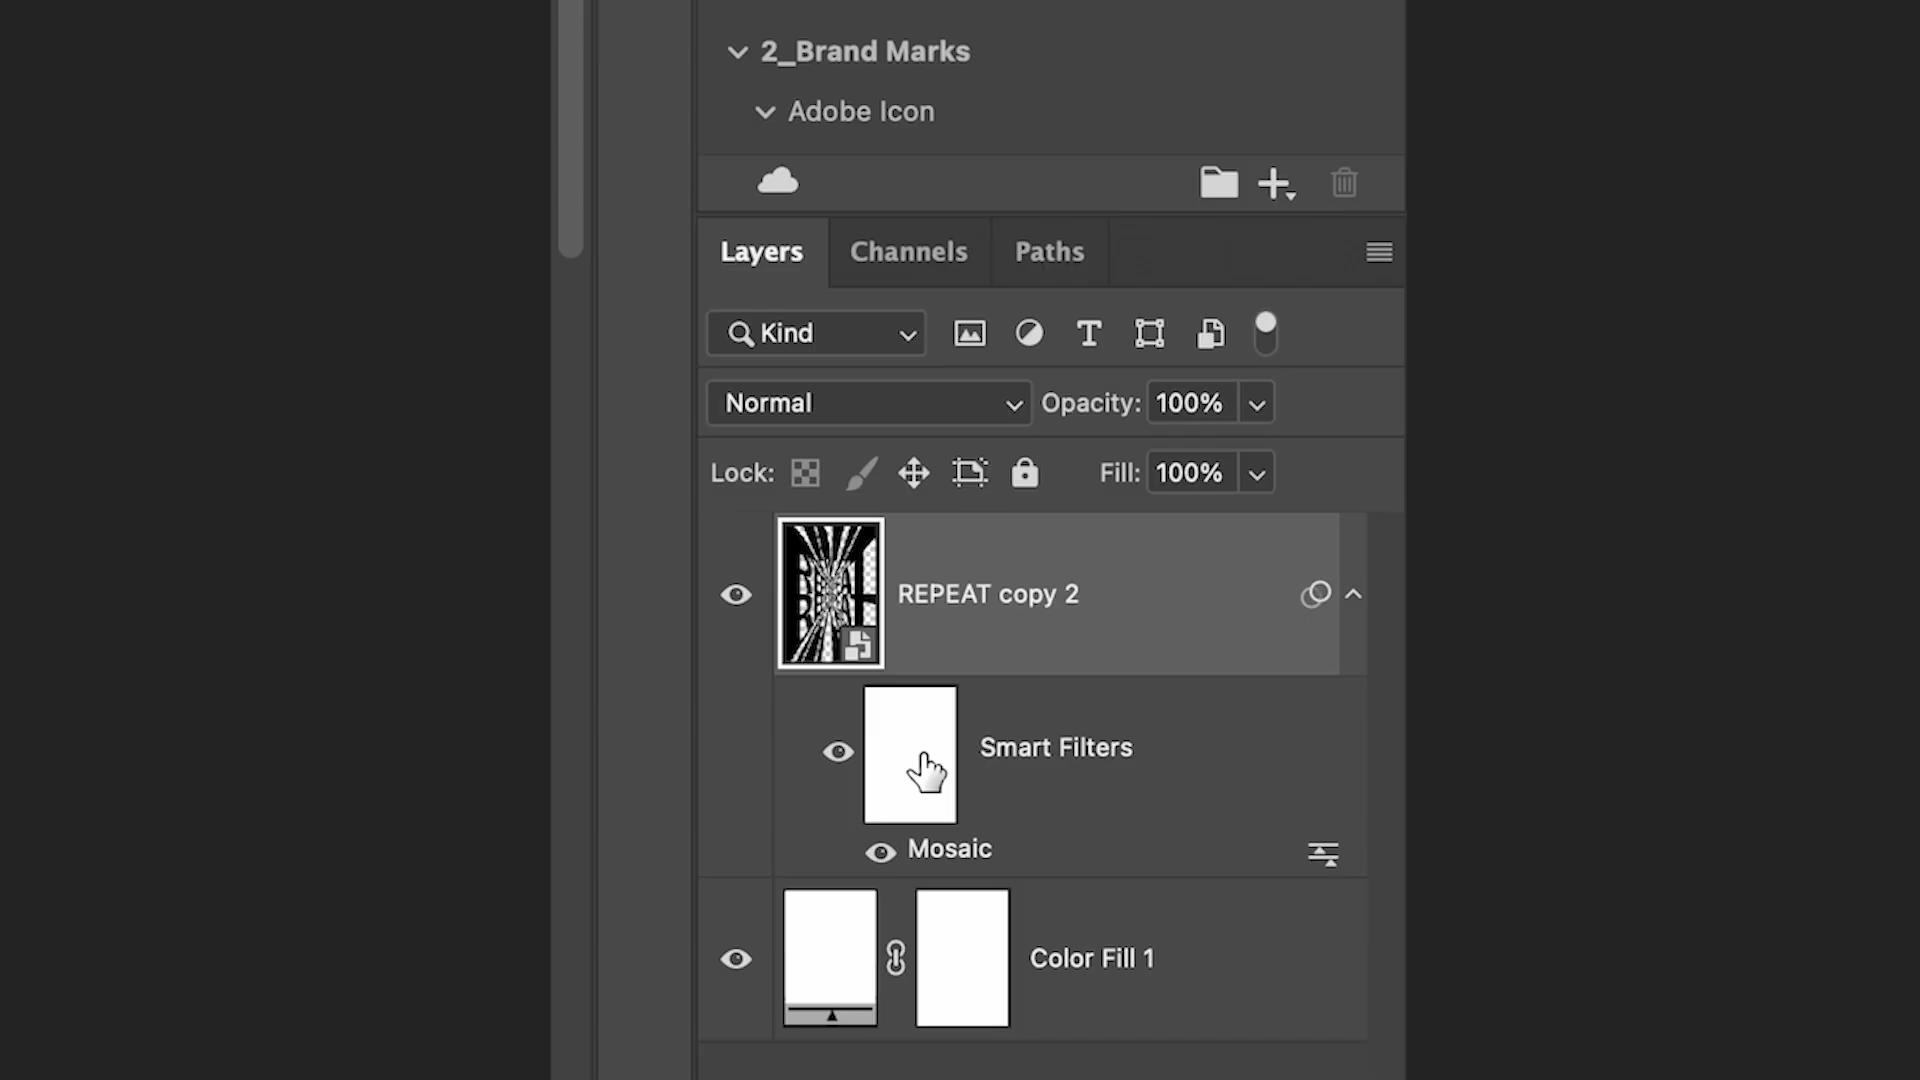 2_Brand Marks
Adobe Icon
Layers Channels Paths
Kind T
Normal Opacity: 100%
Lock: Fill: 100%
REPEAT copy 2
Smart Filters
Mosaic
Color Fill 1